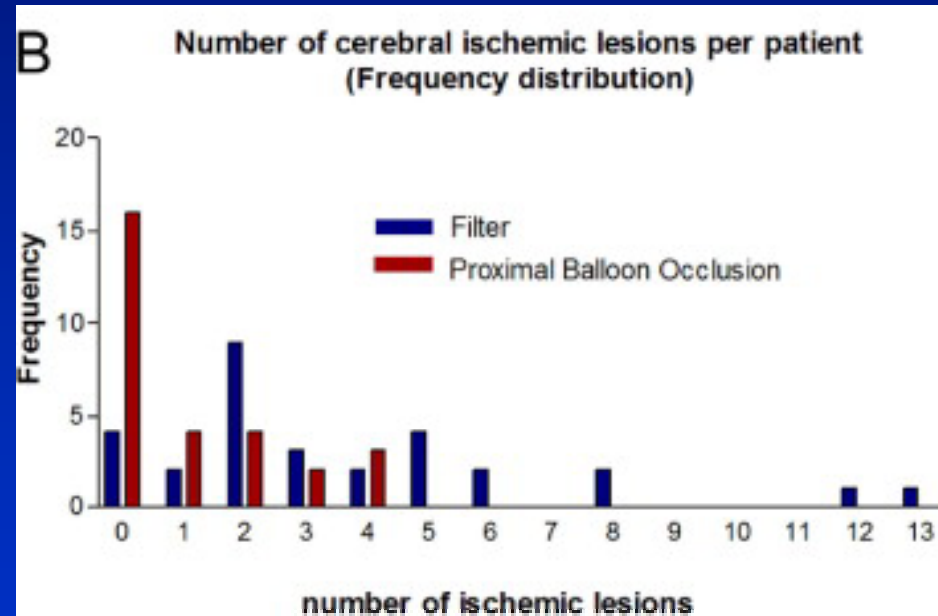 B
Number of cerebral ischemic lesions per patient
(Frequency distribution)
20
15
10
5
0
Frequency
Filter
Proximal Balloon Occlusion
0 1 2 3 4 5 6 7 8 9 10 11 12 13
number of ischemic lesions